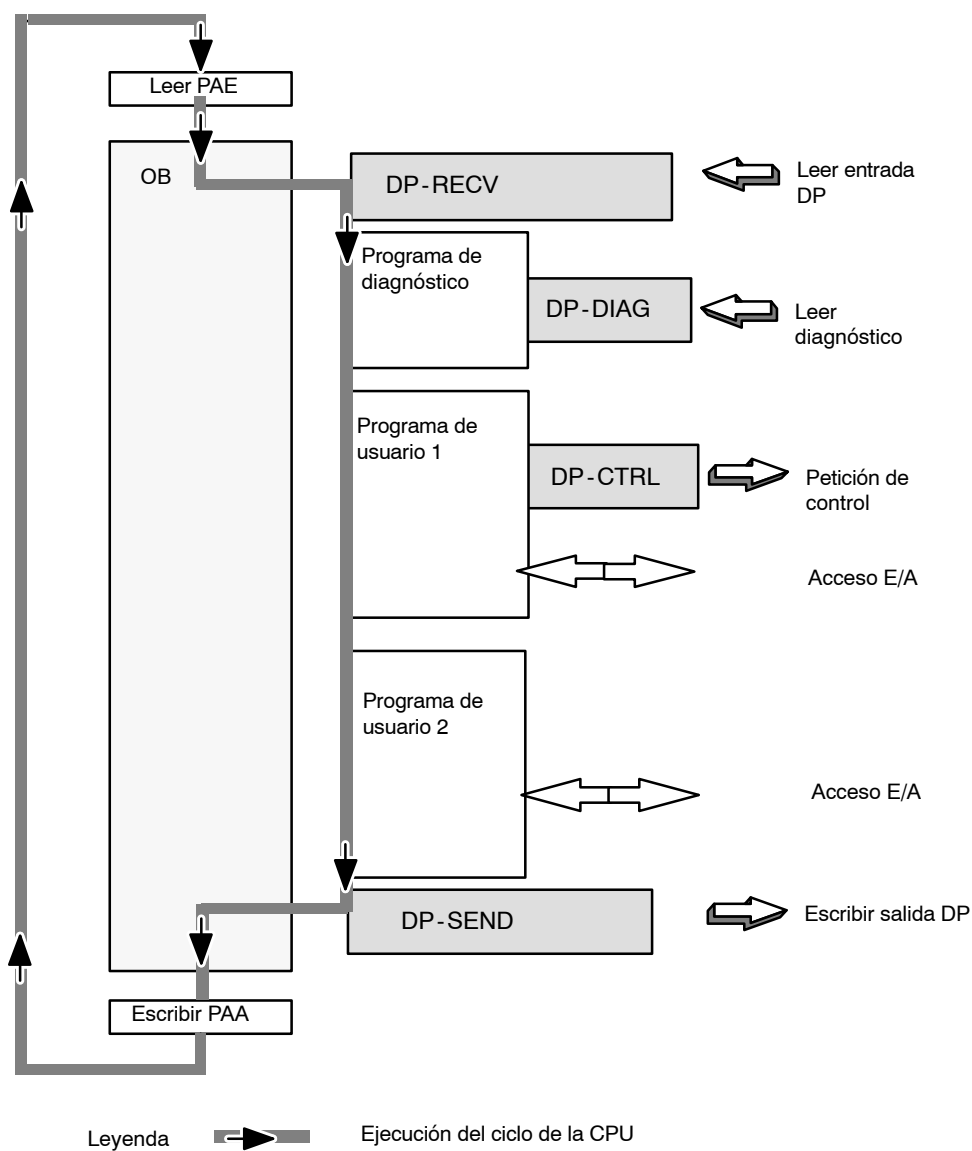 Leer PAE
OB
DP-RECV
Leer entrada
DP
Programa de
diagnóstico
DP-DIAG
Leer
diagnóstico
Programa de
usuario 1
DP-CTRL
Petición de
control
Acceso E/A
Programa de
usuario 2
Acceso E/A
DP-SEND
Escribir salida DP
Escribir PAA
Leyenda
Ejecución del ciclo de la CPU